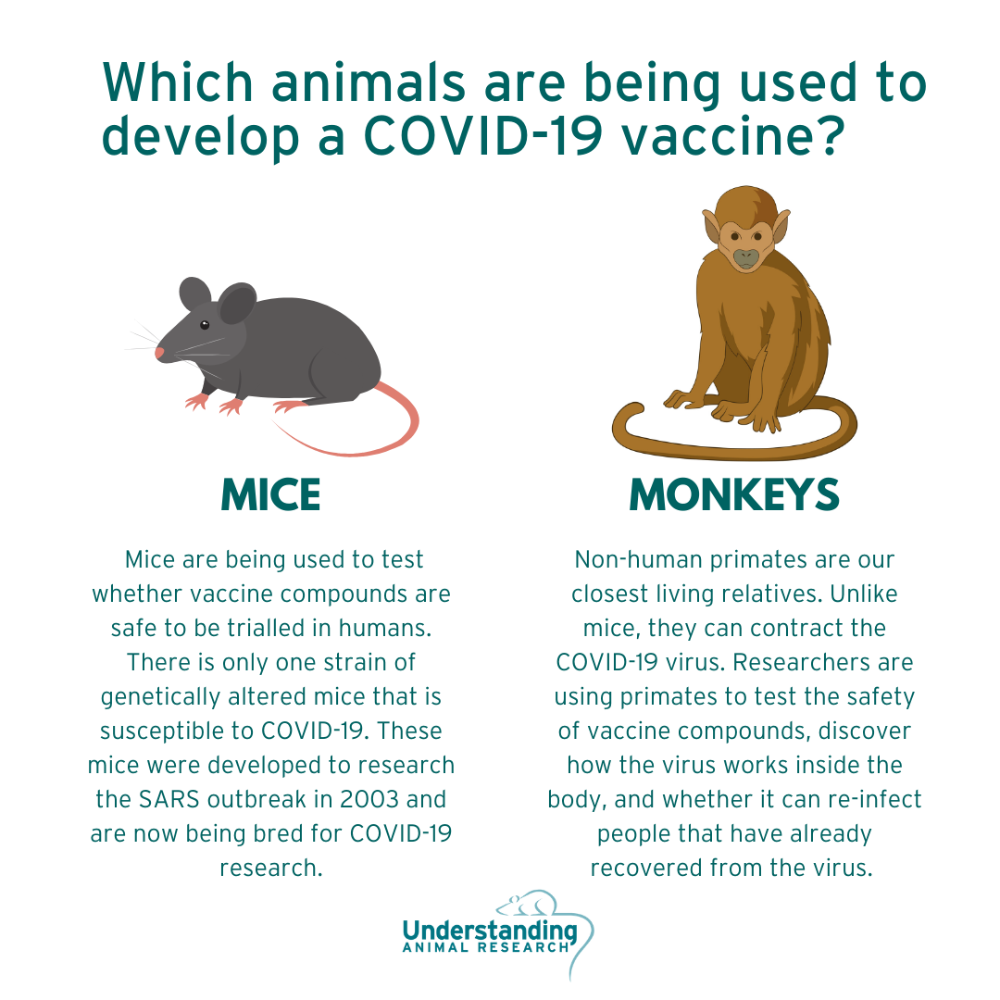 Which animals are being used to
develop a COVID-19 vaccine?
MICE
Mice are being used to test
whether vaccine compounds are
safe to be trialled in humans.
There is only one strain of
genetically altered mice that is
susceptible to COVID-19. These
mice were developed to research
the SARS outbreak in 2003 and
are now being bred for COVID-19
research.
MONKEYS
Non-human primates are our
closest living relatives. Unlike
mice, they can contract the
COVID-19 virus. Researchers are
using primates to test the safety
of vaccine compounds, discover
how the virus works inside the
body, and whether it can re-infect
people that have already
recovered from the virus.
Understanding
ANIMAL RESEARCH